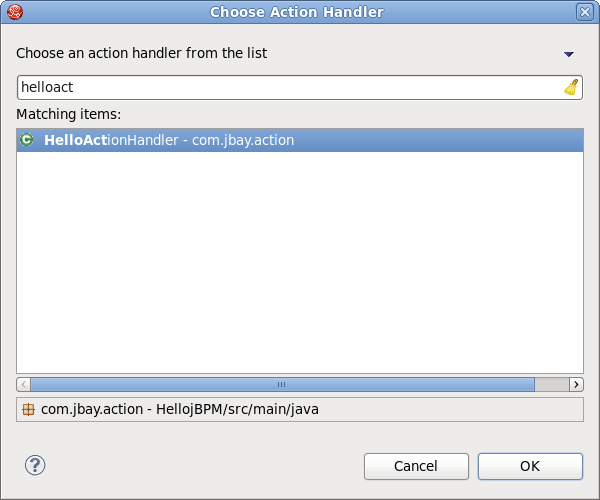 Choose Action Handler
Choose an action handler from the list
helloact
Matching items:
HelloActionHandler - com.jbay.action
com.jbay.action - HellojBPM/src/main/java
Cancel
OK